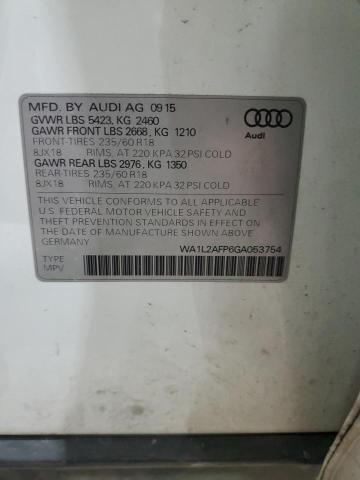 MFD. BY AUDI AG 09 15
GVWR LBS 5423, KG 2460
GAWR FRONT LBS 2668, KG 1210
FRONT-TIRES 235/60 R18
8JX18 RIMS, AT 220 KPA 32 PSI COLD
GAWR REAR LBS 2976, KG 1350
REAR-TIRES 235/60 R18
8JX18 RIMS, AT 220 KPA 32 PSI COLD
Audi
THIS VEHICLE CONFORMS TO ALL APPLICABLE
U.S. FEDERAL MOTOR VEHICLE SAFETY AND
THEFT PREVENTION STANDARDS IN EFFECT ON
THE DATE OF MANUFACTURE SHOWN ABOVE
GERMANY WA1L2AFP6GA053754
TYPE
MPV